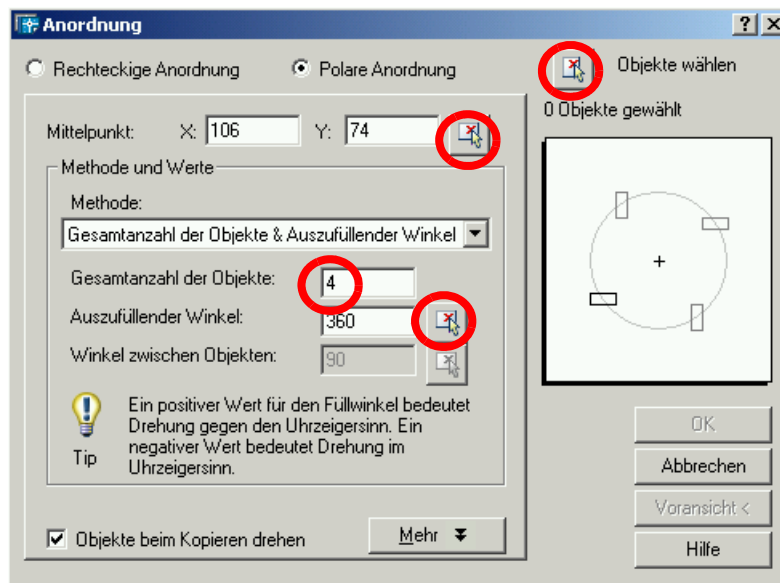 Anordnung
Rechteckige Anordnung
Polare Anordnung
Objekte wählen
0 Objekte gewählt
Mittelpunkt: X: 106 Y: 74
Methode und Werte
Methode:
Gesamtanzahl der Objekte & Auszufüllender Winkel
Gesamtanzahl der Objekte: 4
Auszufüllender Winkel: 360
Winkel zwischen Objekten: 90
Ein positiver Wert für den Füllwinkel bedeutet
Drehung gegen den Uhrzeigersinn. Ein
negativer Wert bedeutet Drehung im
Uhrzeigersinn.
Tip
Objekte beim Kopieren drehen
Mehr
OK
Abbrechen
Voransicht <
Hilfe